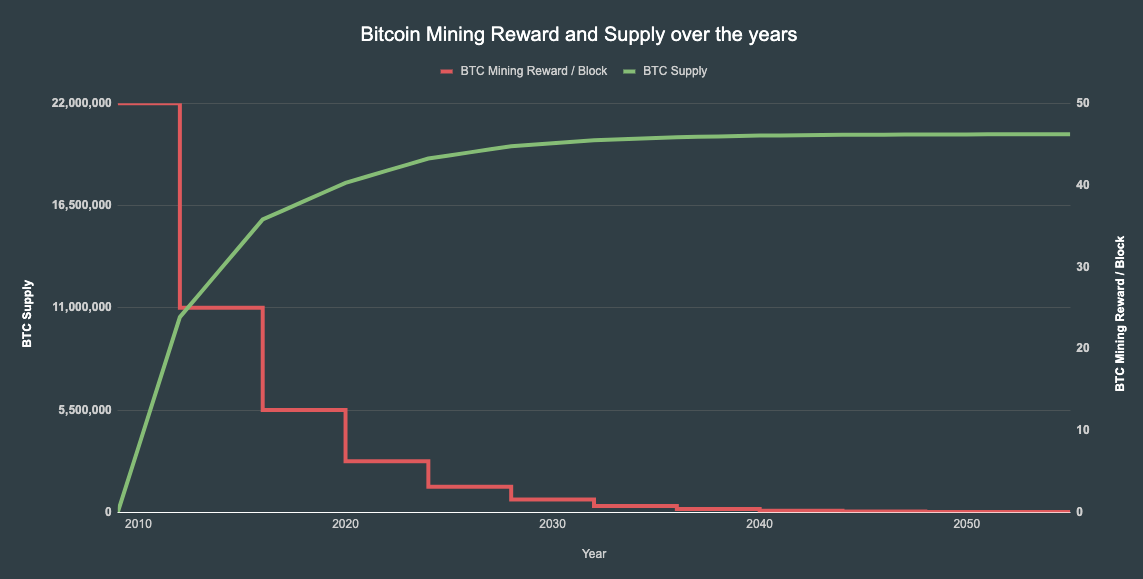 Bitcoin Mining Reward and Supply over the years
BTC Mining Reward / Block
BTC Supply
22,000,000
16,500,000
11,000,000
5,500,000
0
BTC Supply
50
40
30
20
10
0
BTC Mining Reward / Block
2010
2020
2030
2040
2050
Year